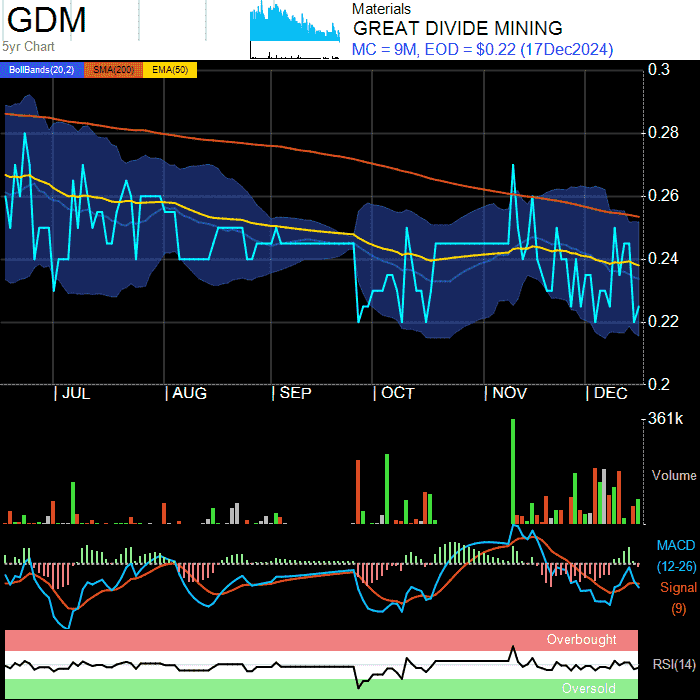 GDM
5yr Chart
Materials
GREAT DIVIDE MINING
MC = 9M, EOD = $0.22 (17Dec2024)
BollBands(20,2) SMA(200) EMA(50)
0.3
0.28
0.26
0.24
0.22
0.2
JUL AUG SEP OCT NOV DEC
361k
Volume
MACD
(12-26)
Signal
(9)
Overbought
RSI(14)
Oversold